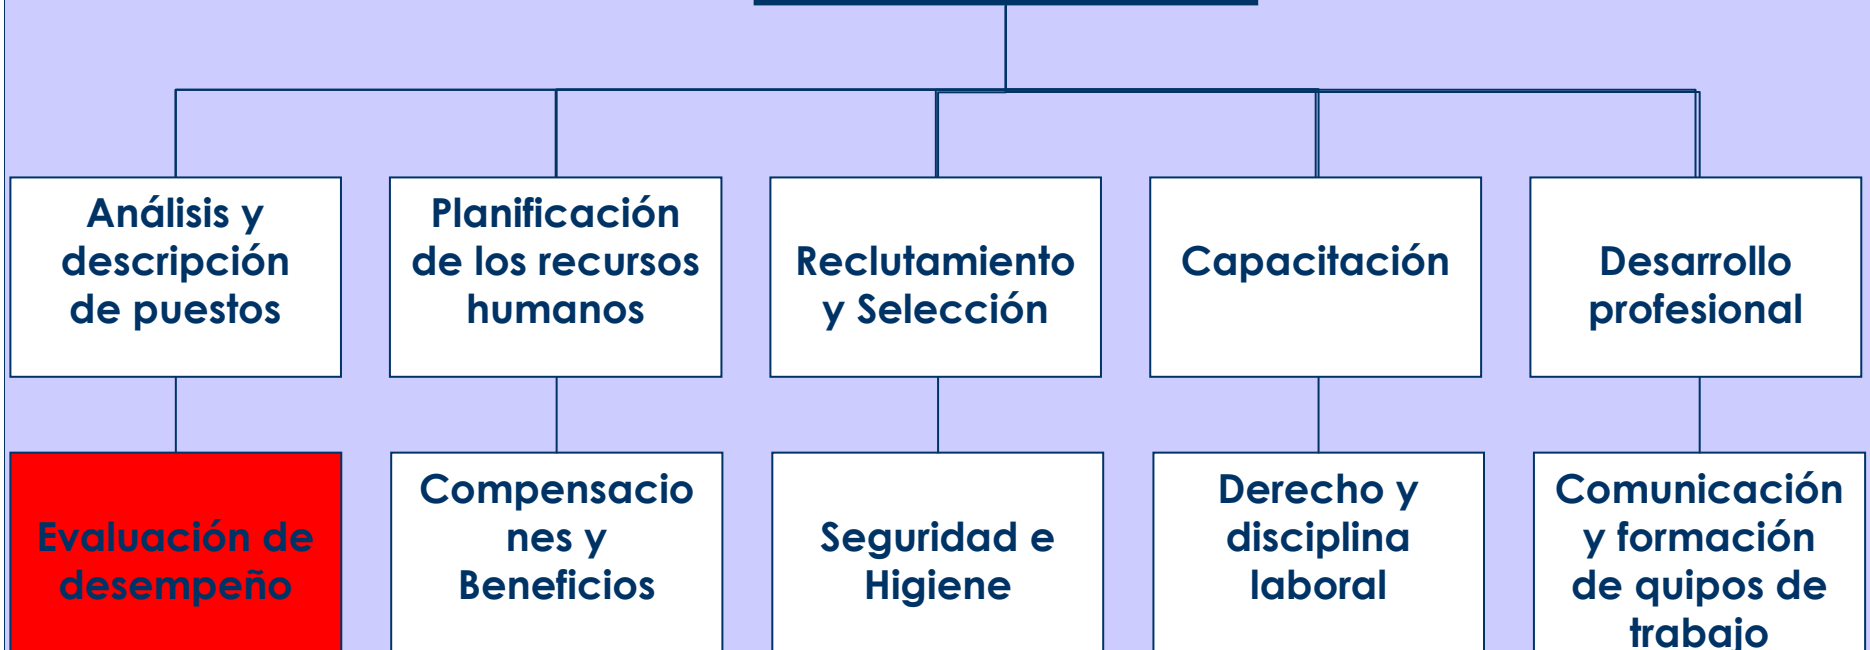 Análisis y
descripción
de puestos
Planificación
de los recursos
humanos
Reclutamiento
y Selección
Capacitación
Desarrollo
profesional
Evaluación de
desempeño
Compensacio
nes y
Beneficios
Seguridad e
Higiene
Derecho y
disciplina
laboral
Comunicación
y formación
de quipos de
trabajo